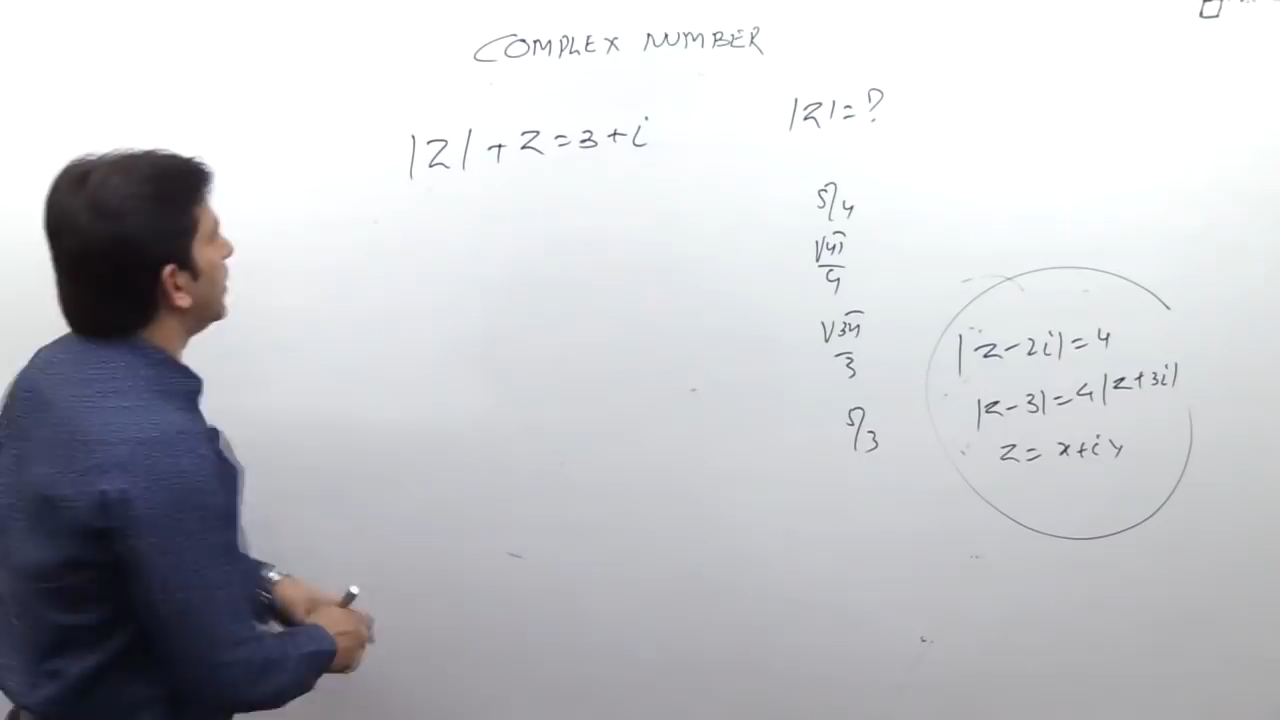 COMPLEX NUMBER
|Z| + Z = 3 + i
|Z| = ?
5/4
√41/4
√34/3
5/3
|z - 2i| = 4
|z - 3| = 4|z + 3i|
z = x + iy